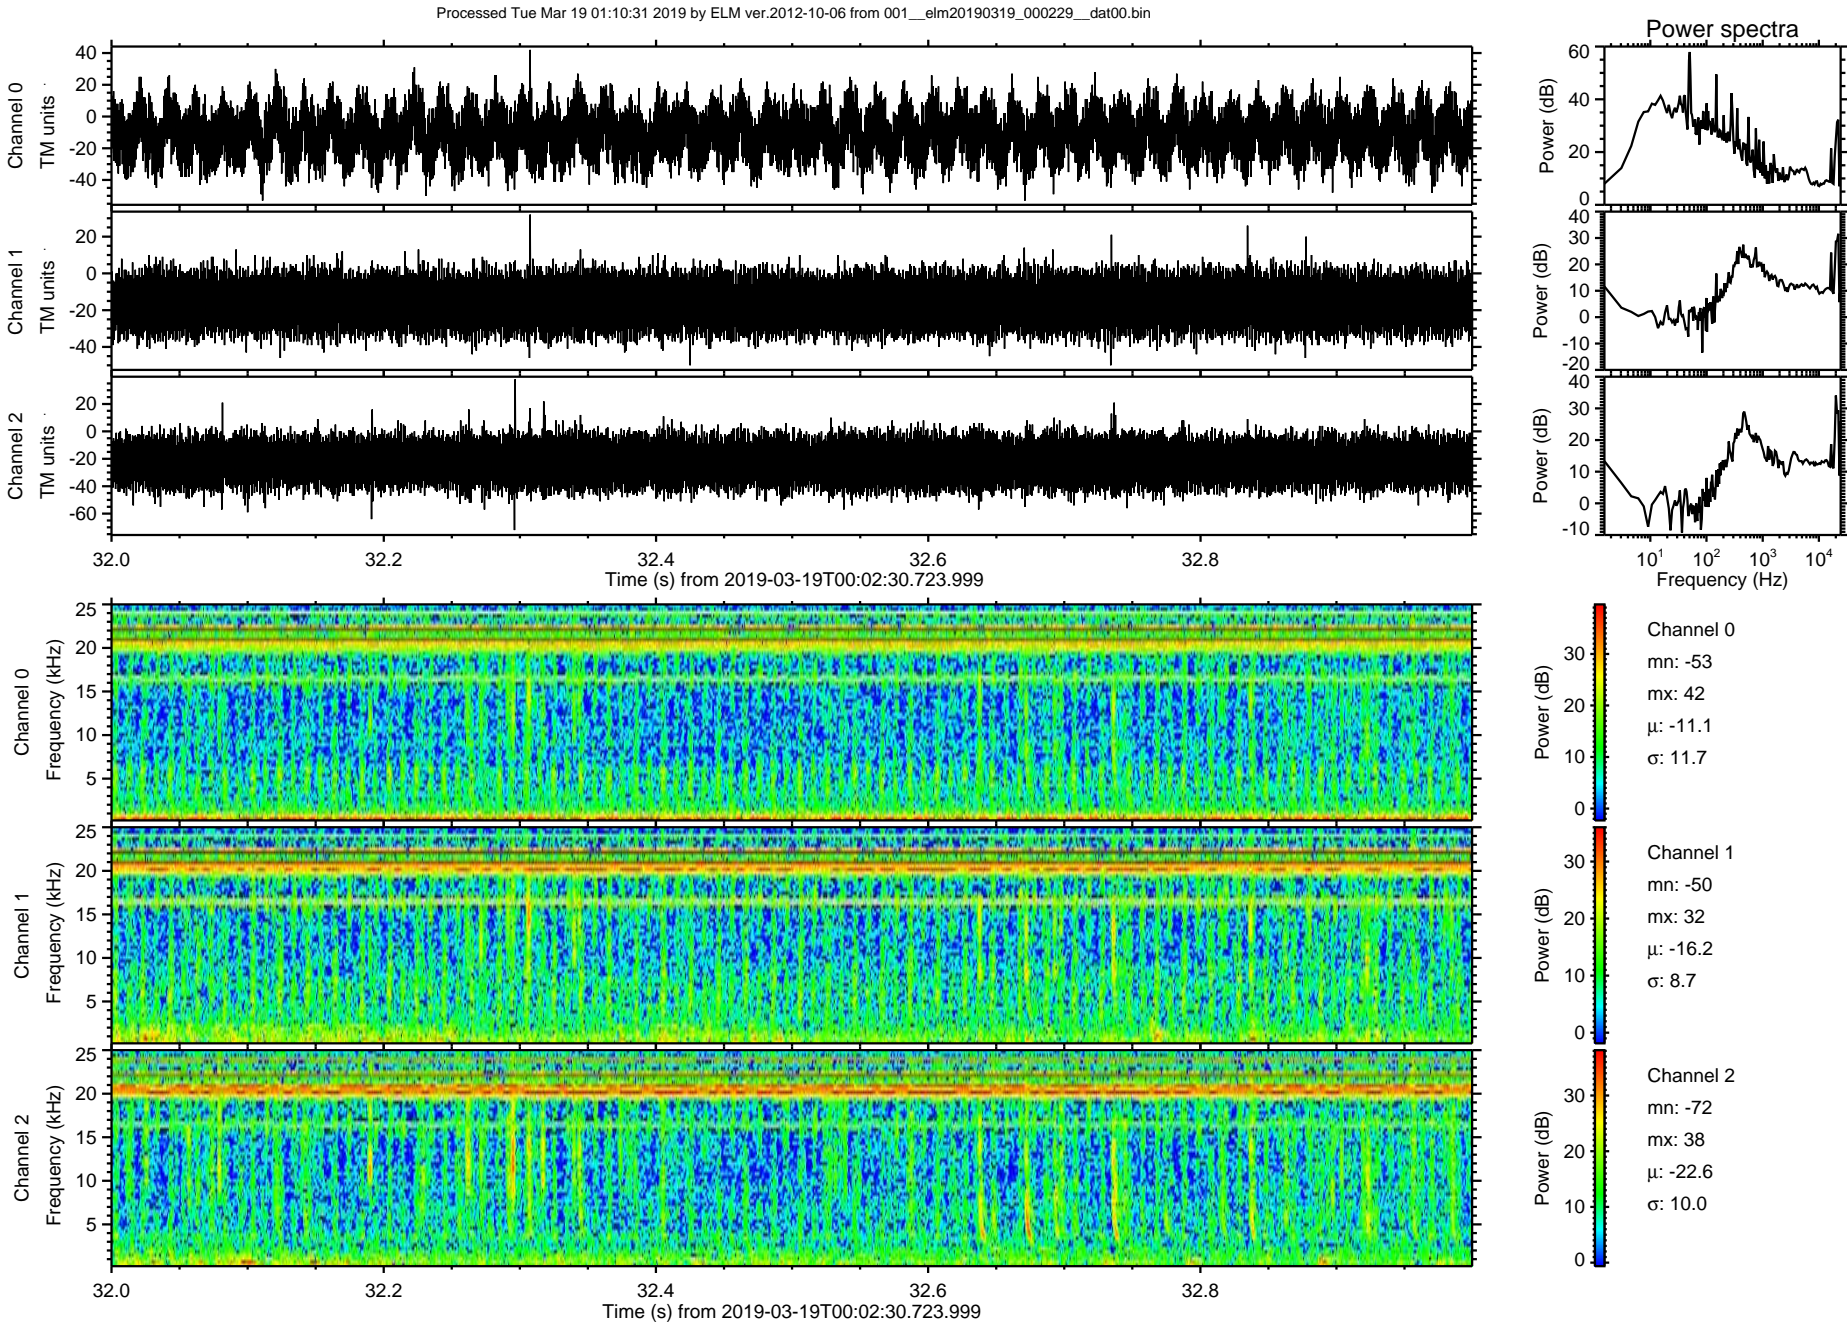 Processed Tue Mar 19 01:10:31 2019 by ELM ver.2012-10-06 from 001__elm20190319_000229__dat00.bin
Power spectra
Channel 0
TM units
40
20
0
-20
-40
Power (dB)
60
40
20
0
Channel 1
TM units
20
0
-20
-40
Power (dB)
40
30
20
10
0
-10
-20
Channel 2
TM units
20
0
-20
-40
-60
Power (dB)
40
30
20
10
0
-10
32.0 32.2 32.4 32.6 32.8
Time (s) from 2019-03-19T00:02:30.723.999
10^1 10^2 10^3 10^4
Frequency (Hz)
Channel 0
Frequency (kHz)
25
20
15
10
5
Power (dB)
30
20
10
0
Channel 0
mn: -53
mx: 42
μ: -11.1
σ: 11.7
Channel 1
Frequency (kHz)
25
20
15
10
5
Power (dB)
30
20
10
0
Channel 1
mn: -50
mx: 32
μ: -16.2
σ: 8.7
Channel 2
Frequency (kHz)
25
20
15
10
5
Power (dB)
30
20
10
0
Channel 2
mn: -72
mx: 38
μ: -22.6
σ: 10.0
32.0 32.2 32.4 32.6 32.8
Time (s) from 2019-03-19T00:02:30.723.999